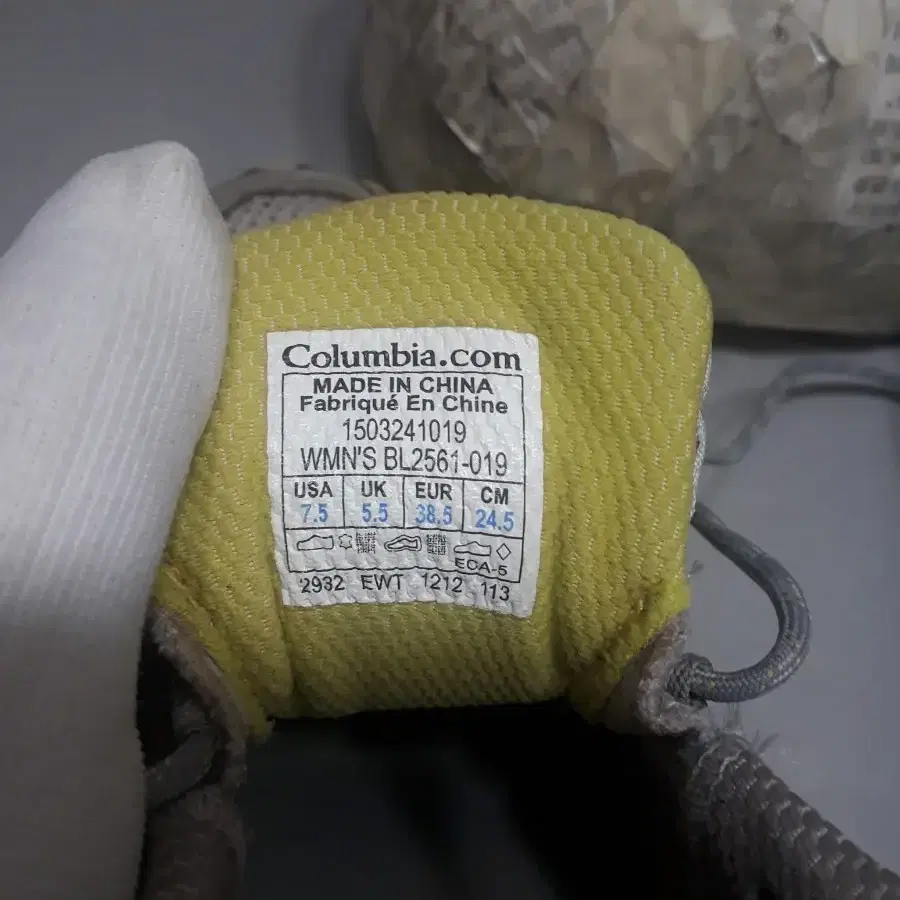 Columbia.com
MADE IN CHINA
Fabriqué En Chine
1503241019
WMN'S BL2561-019
USA UK EUR CM
7.5 5.5 38.5 24.5
ECA-5
2932 EWT 1212 113